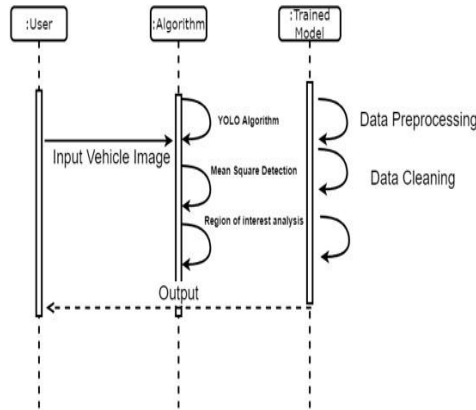 :User
:Algorithm
:Trained
Model
YOLO Algorithm
Data Preprocessing
Input Vehicle Image
Mean Square Detection
Data Cleaning
Region of interest analysis
Output